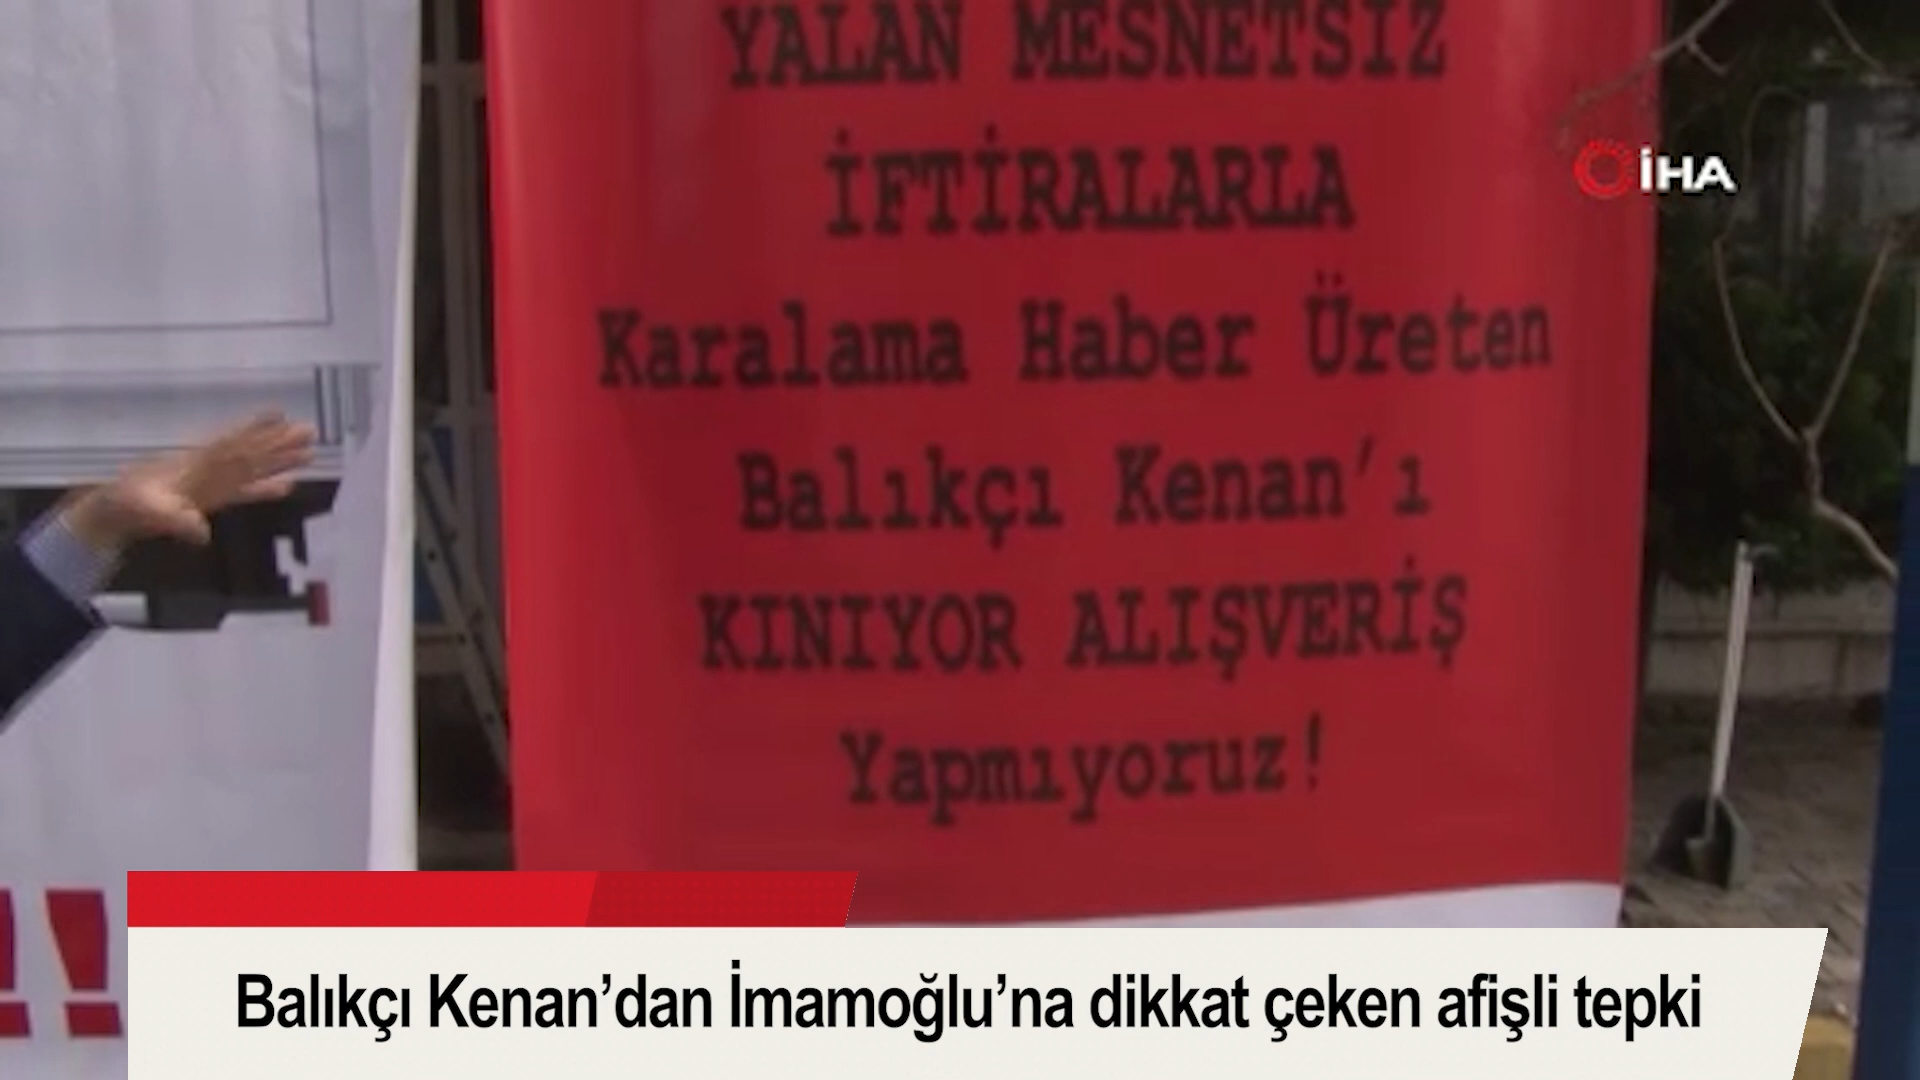 YALAN MESNETSİZ
İFTİRALARLA
İHA
Karalama Haber Üreten
Balıkçı Kenan'ı
KINIYOR ALIŞVERİŞ
Yapmıyoruz!
!!
Balıkçı Kenan’dan İmamoğlu’na dikkat çeken afişli tepki